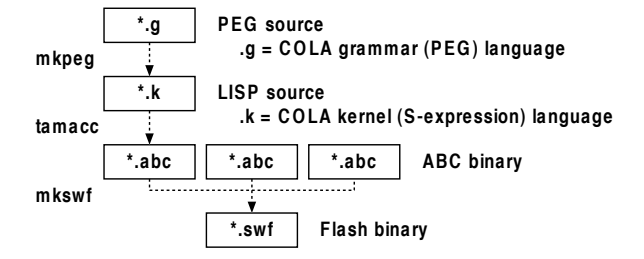 *.g PEG source
.g = COLA grammar (PEG) language
mkpeg
*.k LISP source
.k = COLA kernel (S-expression) language
tamacc
*.abc *.abc *.abc ABC binary
mkswf
*.swf Flash binary